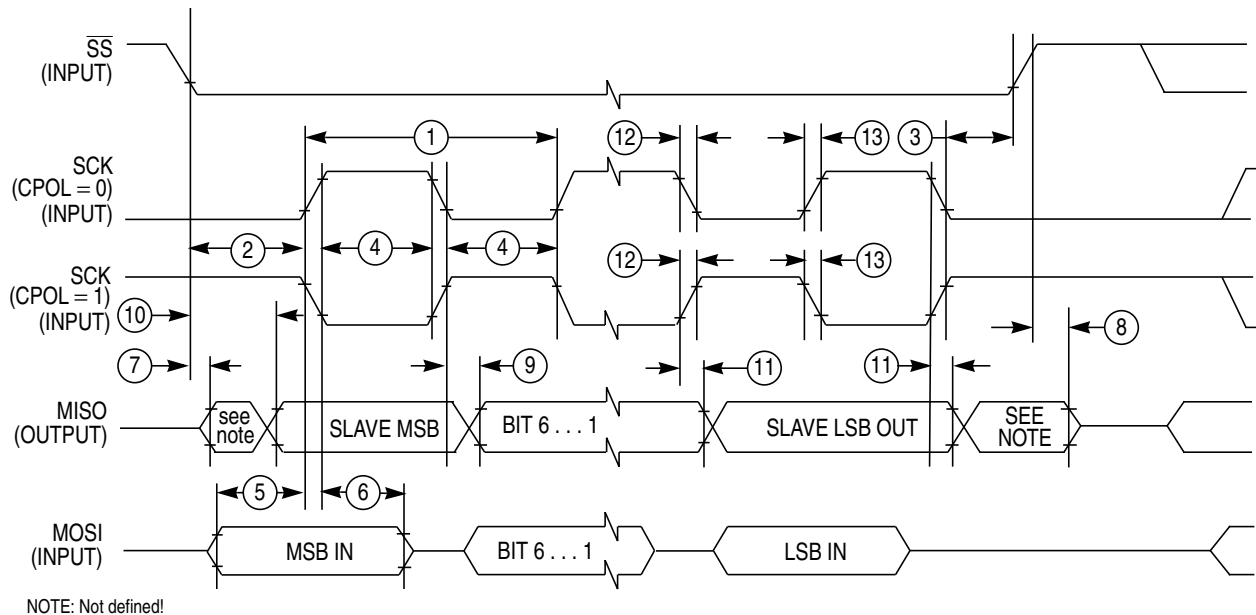 SS
(INPUT)
1
12
13
3
SCK
(CPOL = 0)
(INPUT)
2
4
4
SCK
(CPOL = 1)
(INPUT)
12
13
10
8
7
9
11
11
MISO
(OUTPUT)
see
note
SLAVE MSB
BIT 6 . . . 1
SLAVE LSB OUT
SEE
NOTE
5
6
MOSI
(INPUT)
MSB IN
BIT 6 . . . 1
LSB IN
NOTE: Not defined!